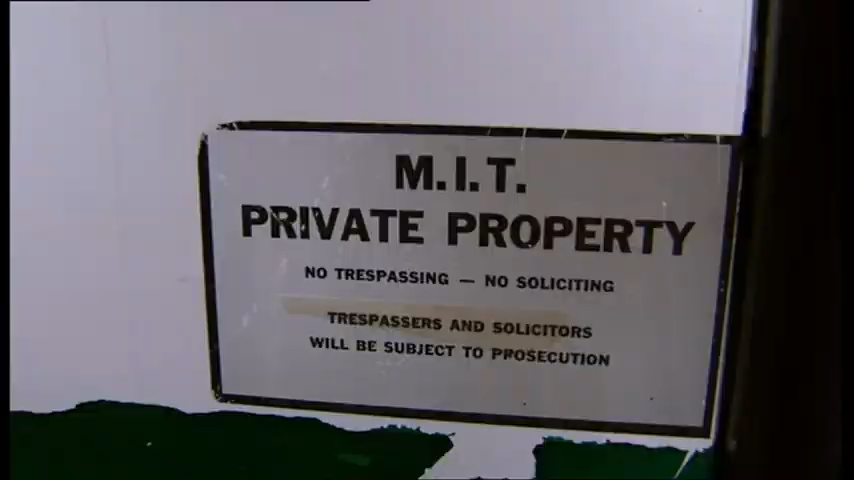 M.I.T.
PRIVATE PROPERTY
NO TRESPASSING — NO SOLICITING
TRESPASSERS AND SOLICITORS
WILL BE SUBJECT TO PROSECUTION